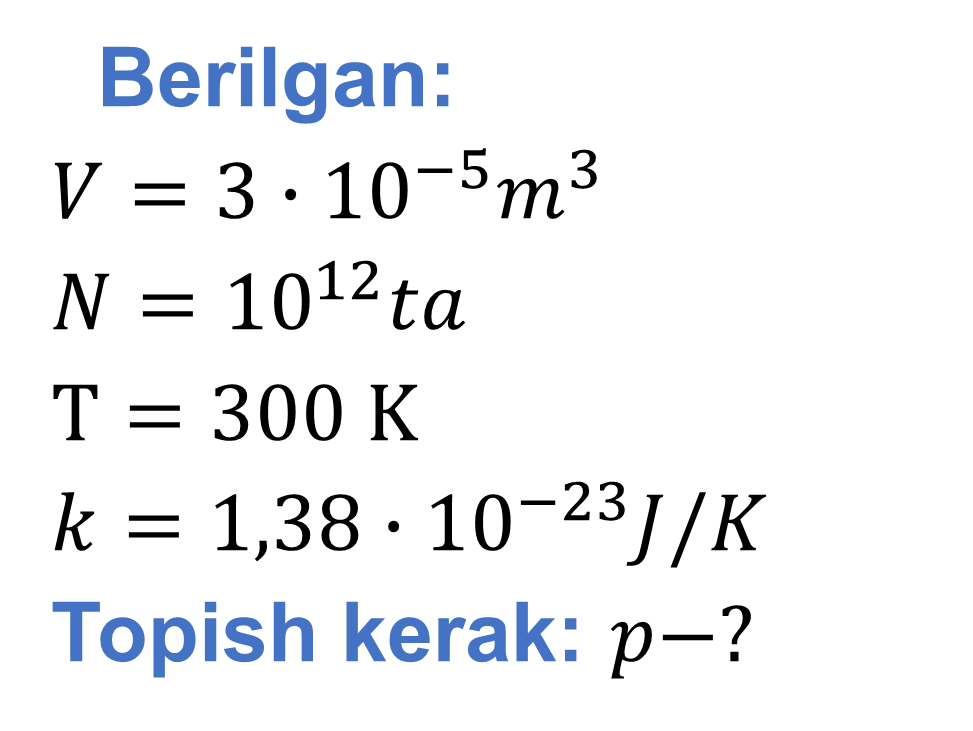 Berilgan:
V = 3 · 10⁻⁵m³
N = 10¹²ta
T = 300 K
k = 1,38 · 10⁻²³J/K
Topish kerak: p−?